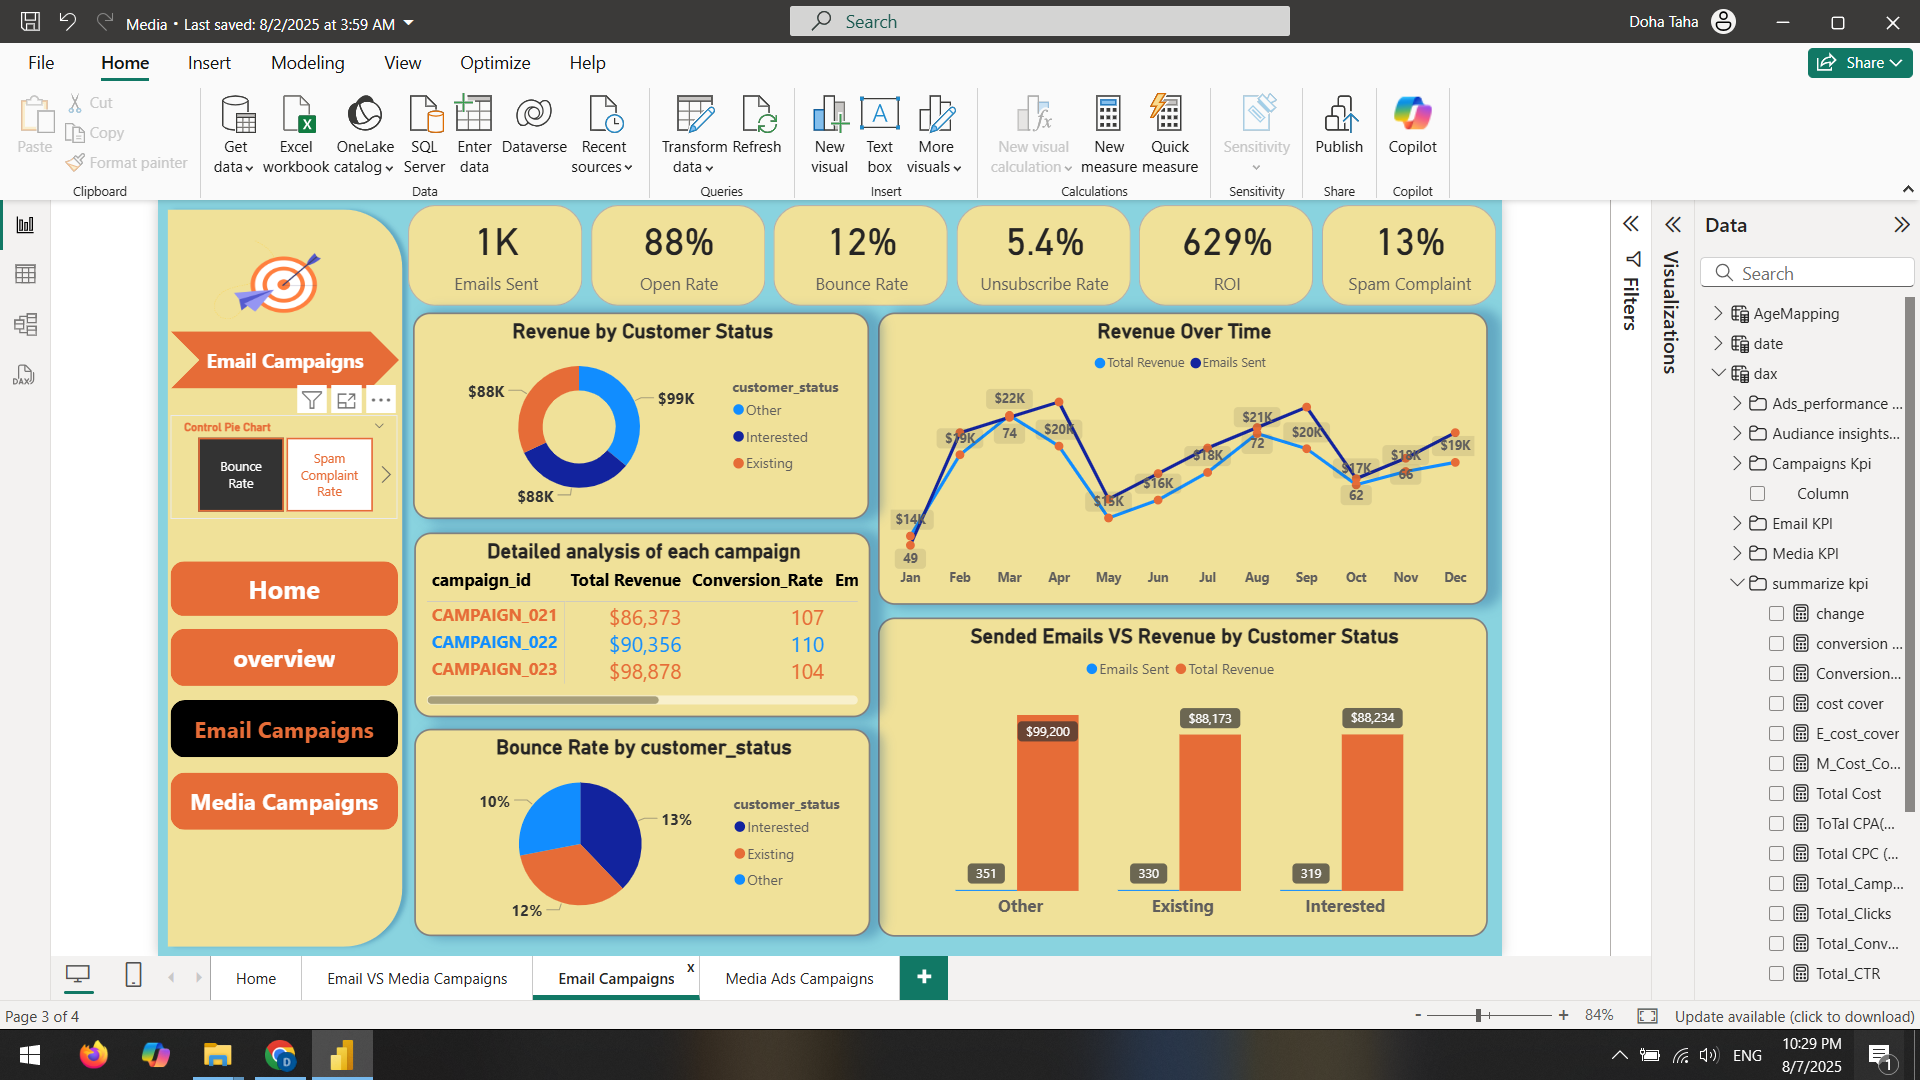 Media • Last saved: 8/2/2025 at 3:59 AM
Search
Doha Taha
File
Home
Insert
Modeling
View
Optimize
Help
Share
Paste
Cut
Copy
Format painter
Clipboard
Get data
Excel workbook
OneLake catalog
SQL Server
Enter data
Dataverse
Recent sources
Data
Transform data
Refresh
Queries
New visual
Text box
More visuals
Insert
New visual calculation
New measure
Quick measure
Calculations
Sensitivity
Sensitivity
Publish
Share
Copilot
Copilot
Email Campaigns
Control Pie Chart
Bounce Rate
Spam Complaint Rate
Home
overview
Email Campaigns
Media Campaigns
1K
Emails Sent
88%
Open Rate
12%
Bounce Rate
5.4%
Unsubscribe Rate
629%
ROI
13%
Spam Complaint
Revenue by Customer Status
$88K
$99K
$88K
customer_status
Other
Interested
Existing
Revenue Over Time
Total Revenue
Emails Sent
$14K
49
$19K
$22K
74
$20K
$15K
$16K
$18K
$21K
72
$20K
$17K
62
$18K
66
$19K
Jan Feb Mar Apr May Jun Jul Aug Sep Oct Nov Dec
Detailed analysis of each campaign
campaign_id Total Revenue Conversion_Rate Em
CAMPAIGN_021 $86,373 107
CAMPAIGN_022 $90,356 110
CAMPAIGN_023 $98,878 104
Bounce Rate by customer_status
10%
13%
12%
customer_status
Interested
Existing
Other
Sended Emails VS Revenue by Customer Status
Emails Sent
Total Revenue
$99,200
$88,173
$88,234
351
330
319
Other
Existing
Interested
Filters
Visualizations
Data
Search
AgeMapping
date
dax
Ads_performance ...
Audiance insights...
Campaigns Kpi
Column
Email KPI
Media KPI
summarize kpi
change
conversion ...
Conversion...
cost cover
E_cost_cover
M_Cost_Co...
Total Cost
ToTal CPA(...
Total CPC (...
Total_Camp...
Total_Clicks
Total_Conv...
Total_CTR
Home
Email VS Media Campaigns
Email Campaigns
x
Media Ads Campaigns
+
Page 3 of 4
- + 84%
Update available (click to download)
ENG
10:29 PM
8/7/2025
1